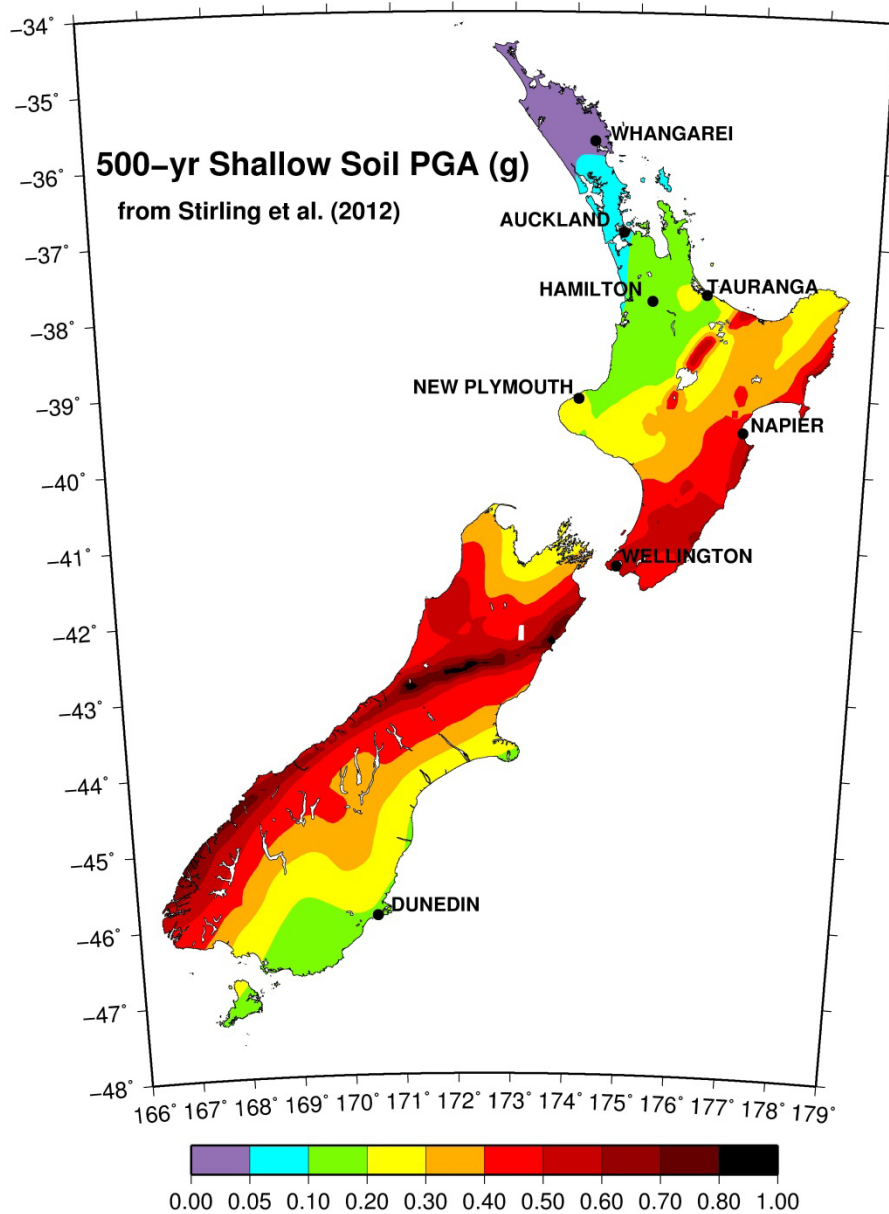 −34°
−35°
WHANGAREI
500−yr Shallow Soil PGA (g)
−36°
from Stirling et al. (2012)
AUCKLAND
−37°
HAMILTON
TAURANGA
−38°
NEW PLYMOUTH
−39°
NAPIER
−40°
−41°
WELLINGTON
−42°
−43°
−44°
−45°
DUNEDIN
−46°
−47°
−48°
166° 167° 168° 170° 171° 172° 173° 174° 175° 176° 178° 179°
0.00 0.05 0.10 0.20 0.30 0.40 0.50 0.60 0.70 0.80 1.00